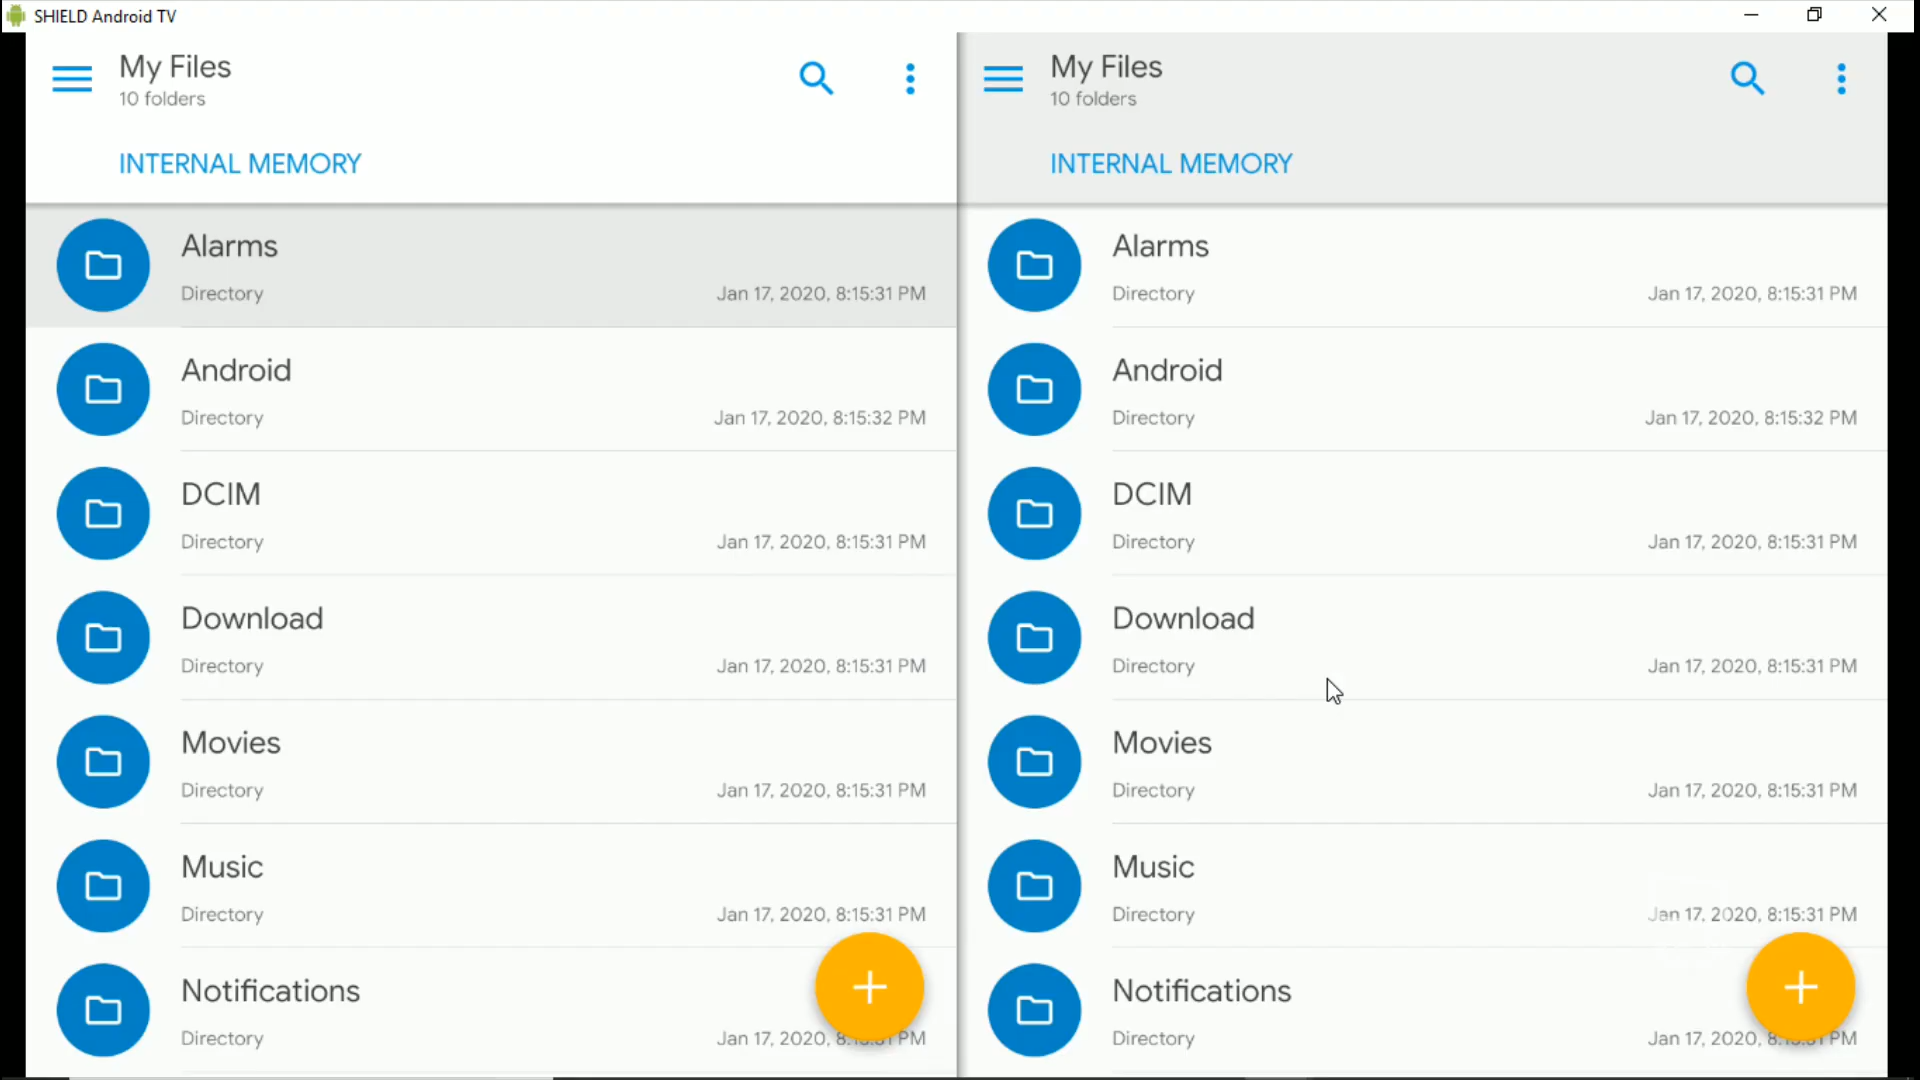 SHIELD Android TV
My Files
10 folders
INTERNAL MEMORY
Alarms
Directory
Jan 17, 2020, 8:15:31 PM
Android
Directory
Jan 17, 2020, 8:15:32 PM
DCIM
Directory
Jan 17, 2020, 8:15:31 PM
Download
Directory
Jan 17, 2020, 8:15:31 PM
Movies
Directory
Jan 17, 2020, 8:15:31 PM
Music
Directory
Jan 17, 2020, 8:15:31 PM
Notifications
Directory
Jan 17, 2020, PM
My Files
10 folders
INTERNAL MEMORY
Alarms
Directory
Jan 17, 2020, 8:15:31 PM
Android
Directory
Jan 17, 2020, 8:15:32 PM
DCIM
Directory
Jan 17, 2020, 8:15:31 PM
Download
Directory
Jan 17, 2020, 8:15:31 PM
Movies
Directory
Jan 17, 2020, 8:15:31 PM
Music
Directory
Jan 17, 2020, 8:15:31 PM
Notifications
Directory
Jan 17, 2020, PM